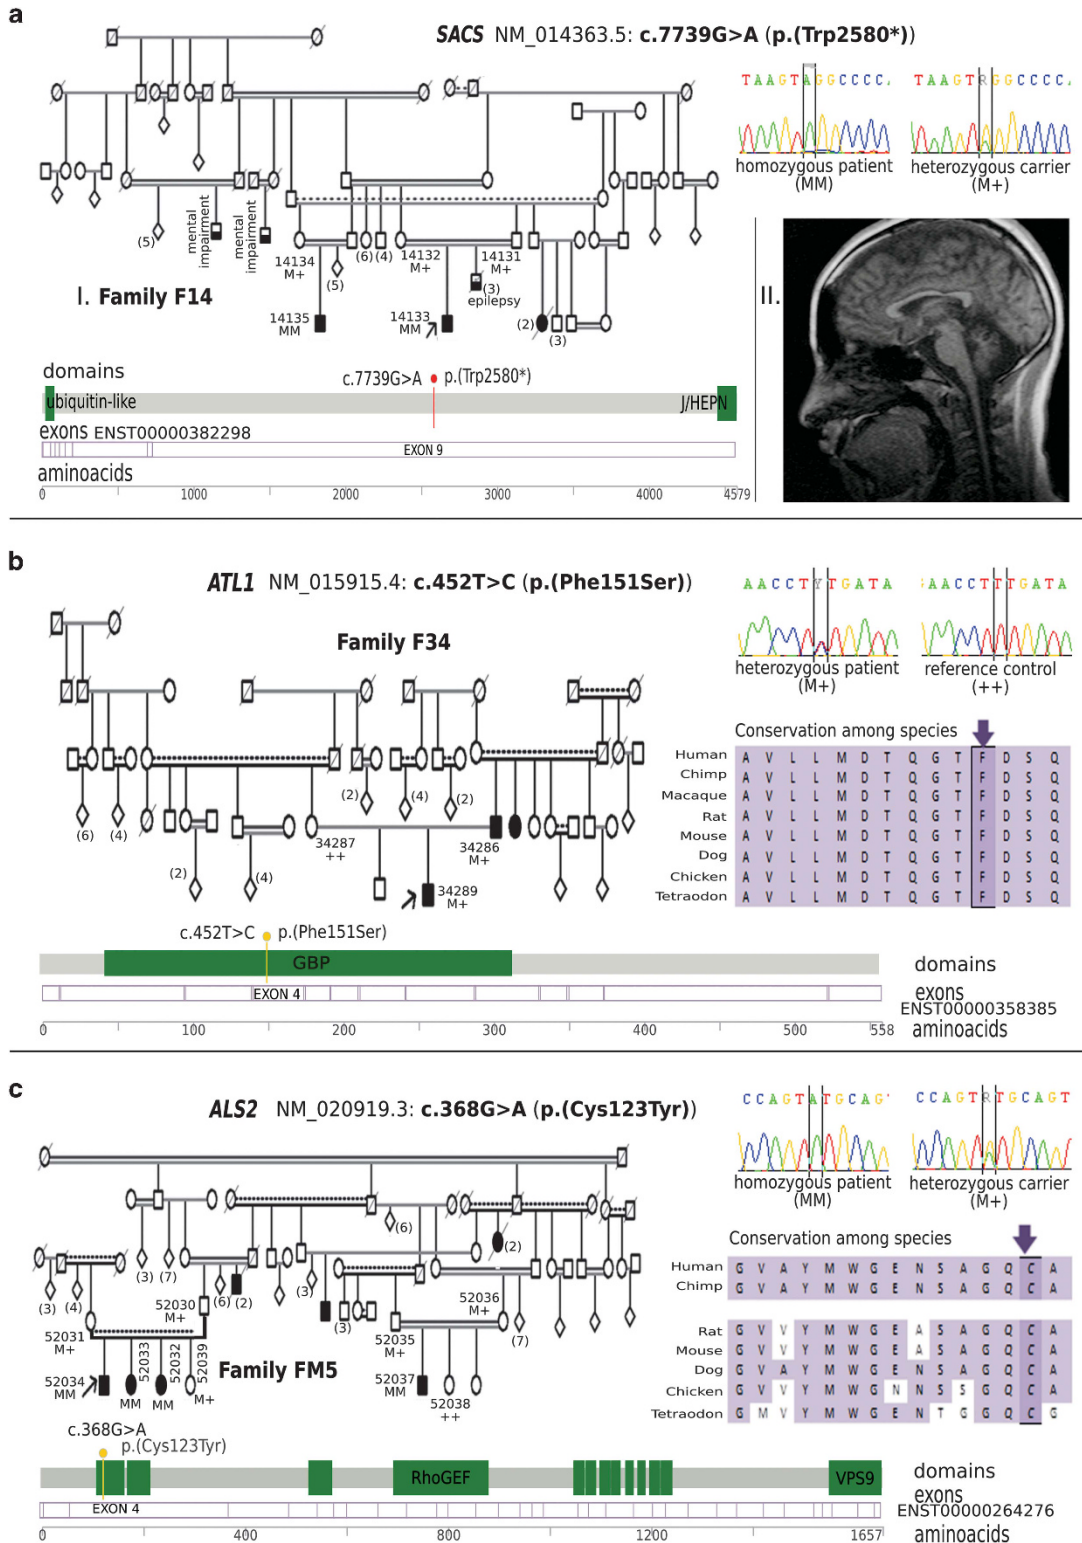 a
SACS NM_014363.5: c.7739G>A (p.(Trp2580*))
TAAGTAGGCCCC
TAAGTRGGCCCC
homozygous patient
(MM)
heterozygous carrier
(M+)
mental impairment
mental impairment
(5)
14134
M+
(5)
(6)
(4)
14132
M+
14131
M+
(3)
epilepsy
I. Family F14
II.
14135
MM
14133
MM
(2)
(3)
domains
c.7739G>A
p.(Trp2580*)
ubiquitin-like
J/HEPN
exons ENST00000382298
EXON 9
aminoacids
0 1000 2000 3000 4000 4579
b
ATL1 NM_015915.4: c.452T>C (p.(Phe151Ser))
Family F34
AACCTYTGATA
AACCTTTGATA
heterozygous patient
(M+)
reference control
(++)
Conservation among species
Human A V L L M D T Q G T F D S Q
Chimp A V L L M D T Q G T F D S Q
Macaque A V L L M D T Q G T F D S Q
Rat A V L L M D T Q G T F D S Q
Mouse A V L L M D T Q G T F D S Q
Dog A V L L M D T Q G T F D S Q
Chicken A V L L M D T Q G T F D S Q
Tetraodon A V L L M D T Q G T F D S Q
(2)
(4)
(2)
(6)
(4)
34287
++
34286
M+
(2)
(4)
34289
M+
c.452T>C
p.(Phe151Ser)
GBP
domains
EXON 4
exons
ENST00000358385
0 100 200 300 400 500 558
aminoacids
c
ALS2 NM_020919.3: c.368G>A (p.(Cys123Tyr))
CCAGTATGCAG
CCAGTRTGCAGT
homozygous patient
(MM)
heterozygous carrier
(M+)
Conservation among species
Human G V A Y M W G E N S A G Q C A
Chimp G V A Y M W G E N S A G Q C A
Rat G V V Y M W G E A S A G Q C A
Mouse G V V Y M W G E A S A G Q C A
Dog G V A Y M W G E N S A G Q C A
Chicken G V V Y M W G N N S S G Q C A
Tetraodon G M V Y M W G E N T G G Q C G
(6)
(2)
(3)
(7)
(3)
(4)
52030
M+
(6)
(2)
(3)
(3)
52036
M+
(7)
52031
M+
52033
52032
52039
52035
M+
Family FM5
52034
MM
MM
MM
M+
52037
MM
52038
++
c.368G>A
p.(Cys123Tyr)
RhoGEF
VPS9
domains
exons
EXON 4
ENST00000264276
0 400 800 1200 1657
aminoacids